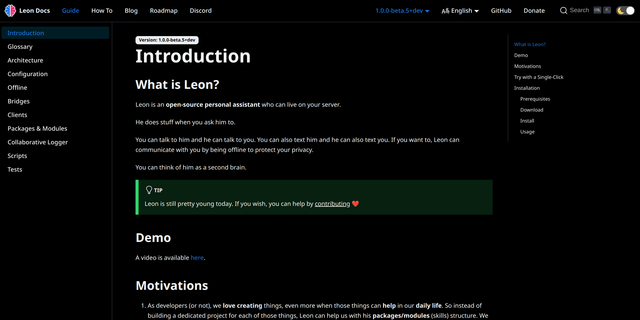 Leon Docs Guide How To Blog Roadmap Discord 1.0.0-beta.5+dev English GitHub Donate Search
Introduction
Glossary
Architecture
Configuration
Offline
Bridges
Clients
Packages & Modules
Collaborative Logger
Scripts
Tests
Version: 1.0.0-beta.5+dev
Introduction
What is Leon?
Leon is an open-source personal assistant who can live on your server.
He does stuff when you ask him to.
You can talk to him and he can talk to you. You can also text him and he can also text you. If you want to, Leon can
communicate with you by being offline to protect your privacy.
You can think of him as a second brain.
TIP
Leon is still pretty young today. If you wish, you can help by contributing ❤️
Demo
A video is available here.
Motivations
1. As developers (or not), we love creating things, even more when those things can help in our daily life. So instead of
building a dedicated project for each of those things, Leon can help us with his packages/modules (skills) structure. We
What is Leon?
Demo
Motivations
Try with a Single-Click
Installation
Prerequisites
Download
Install
Usage